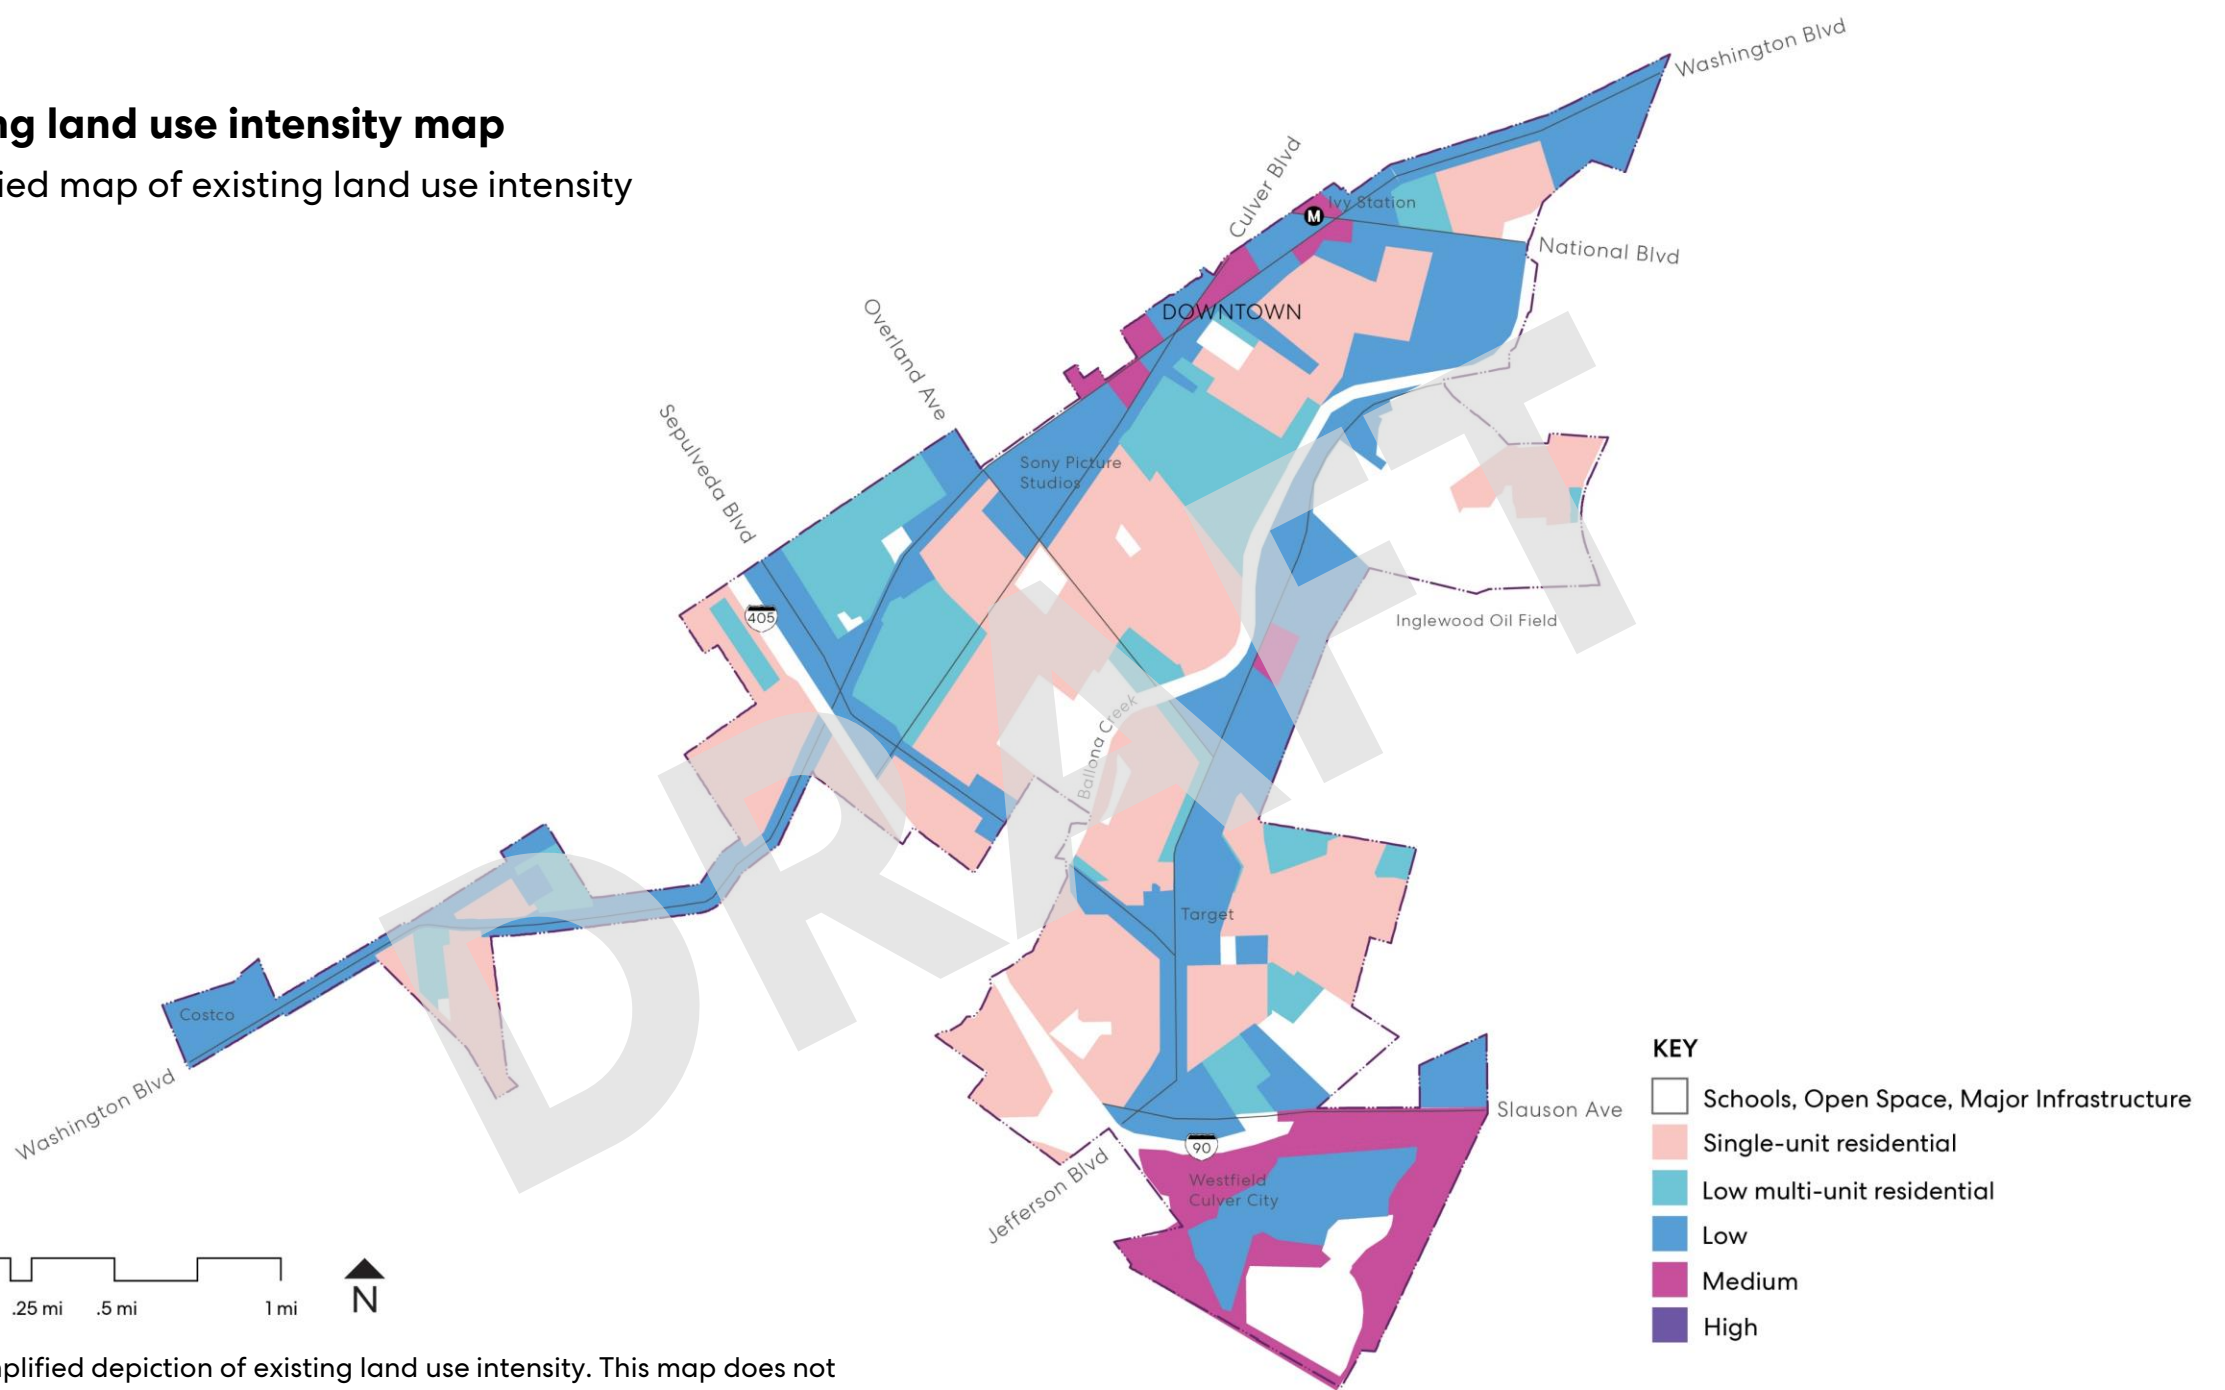 ng land use intensity map
ied map of existing land use intensity
Washington Blvd
Culver Blvd
Ivy Station
M
National Blvd
DOWNTOWN
Overland Ave
Sepulveda Blvd
Sony Picture
Studios
405
Inglewood Oil Field
Ballona Creek
DRAFT
Target
Costco
Washington Blvd
Slauson Ave
90
Jefferson Blvd
Westfield
Culver City
KEY
Schools, Open Space, Major Infrastructure
Single-unit residential
Low multi-unit residential
Low
Medium
High
.25 mi .5 mi 1 mi
N
nplified depiction of existing land use intensity. This map does not